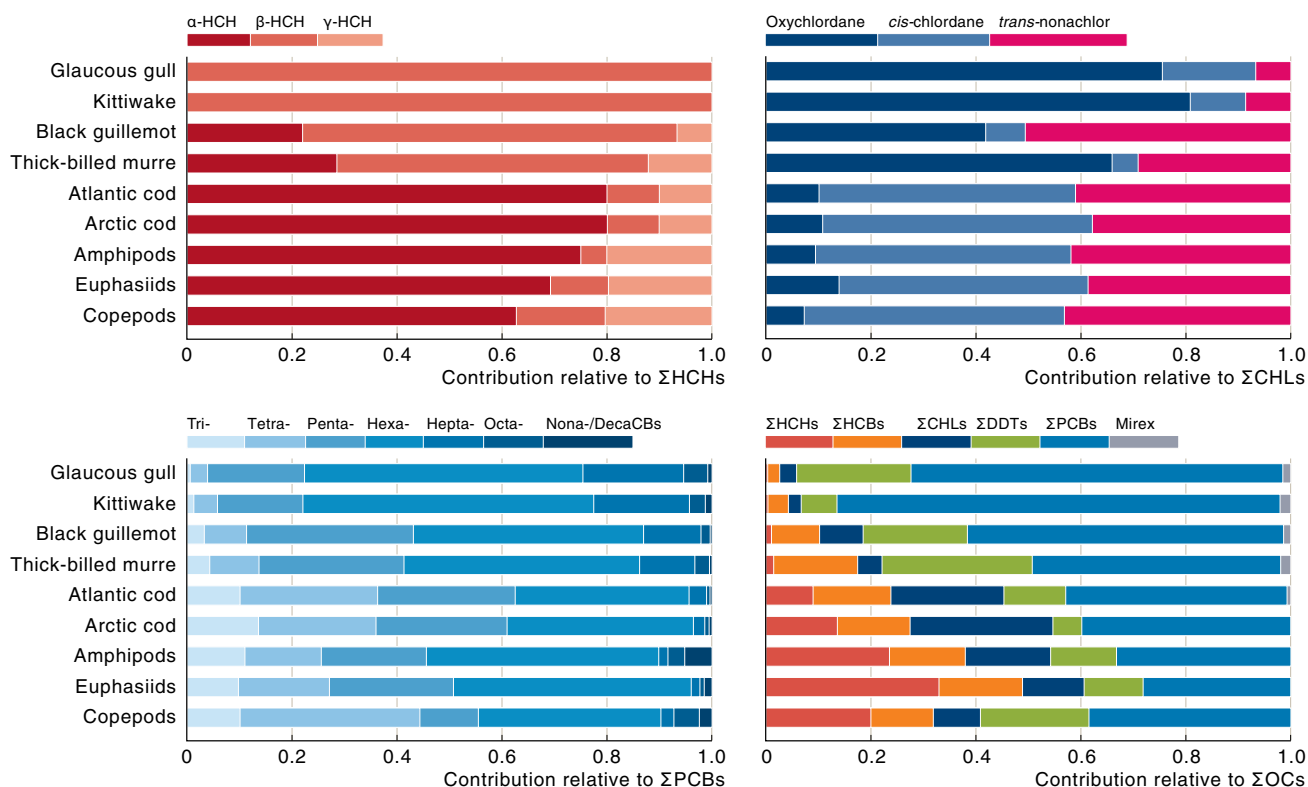 α-HCH β-HCH γ-HCH
Glaucous gull
Kittiwake
Black guillemot
Thick-billed murre
Atlantic cod
Arctic cod
Amphipods
Euphasiids
Copepods
0 0.2 0.4 0.6 0.8 1.0
Contribution relative to ΣHCHs
Oxychlordane cis-chlordane trans-nonachlor
0 0.2 0.4 0.6 0.8 1.0
Contribution relative to ΣCHLs
Tri- Tetra- Penta- Hexa- Hepta- Octa- Nona-/DecaCBs
Glaucous gull
Kittiwake
Black guillemot
Thick-billed murre
Atlantic cod
Arctic cod
Amphipods
Euphasiids
Copepods
0 0.2 0.4 0.6 0.8 1.0
Contribution relative to ΣPCBs
ΣHCHs ΣHCBs ΣCHLs ΣDDTs ΣPCBs Mirex
0 0.2 0.4 0.6 0.8 1.0
Contribution relative to ΣOCs